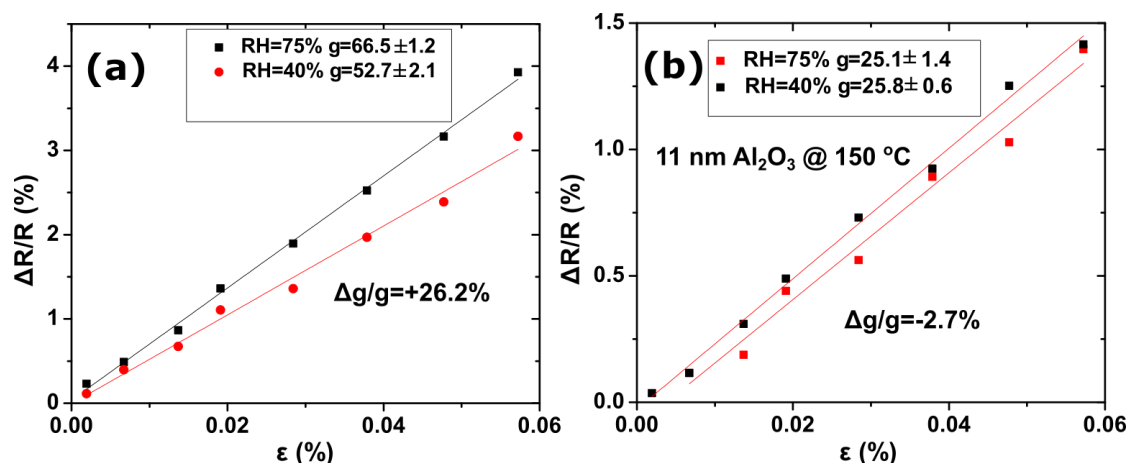 (a)
RH=75% g=66.5±1.2
RH=40% g=52.7±2.1
Δg/g=+26.2%
4
3
2
1
0
ΔR/R (%)
0.00 0.02 0.04 0.06
ε (%)
(b)
RH=75% g=25.1± 1.4
RH=40% g=25.8± 0.6
11 nm Al₂O₃ @ 150 °C
Δg/g=-2.7%
1.5
1.0
0.5
0.0
ΔR/R (%)
0.00 0.02 0.04 0.06
ε (%)